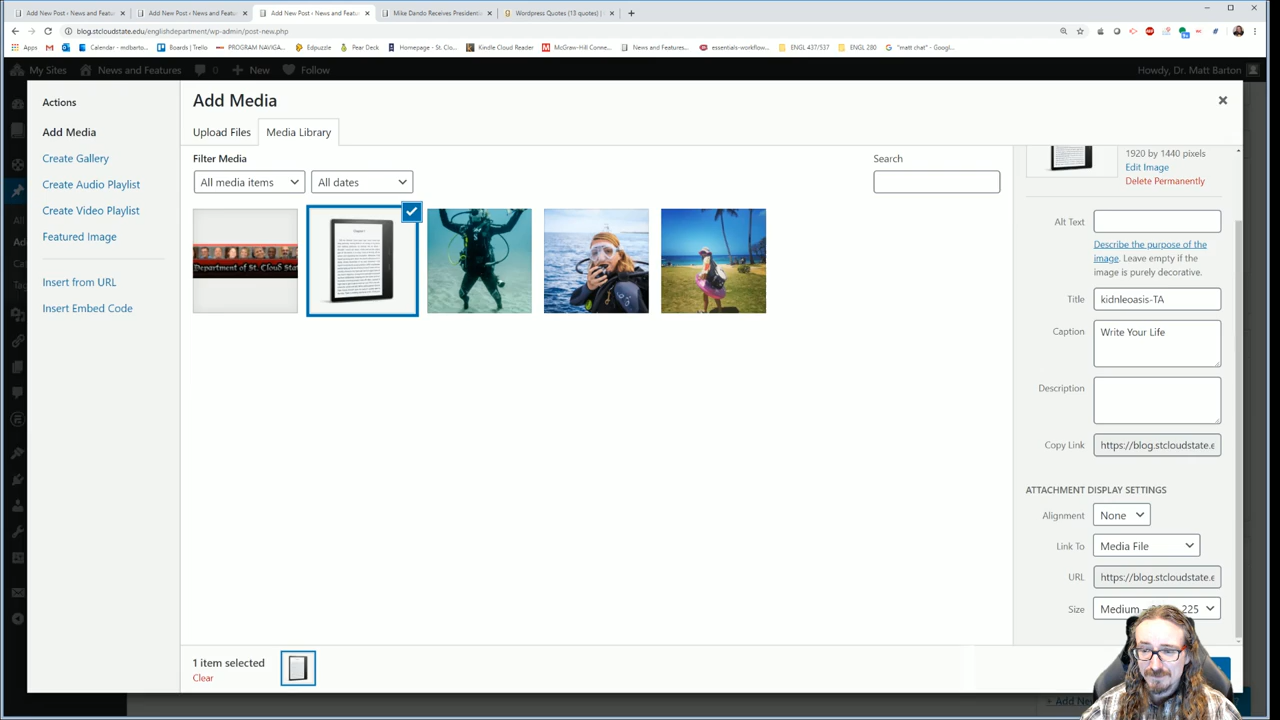 Add New Post ‹ News and Featu
Add New Post ‹ News and Featu
Add New Post ‹ News and Featu
Mike Dando Receives Presidenti
Wordpress Quotes (13 quotes) |
blog.stcloudstate.edu/englishdepartment/wp-admin/post-new.php
Apps
Calendar - mdbarto...
Boards | Trello
PROGRAM NAVIGA...
Edpuzzle
Pear Deck
Homepage - St. Clo...
Kindle Cloud Reader
McGraw-Hill Conne...
News and Features...
essentials-workflow...
ENGL 437/537
ENGL 280
"matt chat" - Googl...
My Sites
News and Features
New
Follow
Howdy, Dr. Matt Barton
Actions
Add Media
Create Gallery
Create Audio Playlist
Create Video Playlist
Featured Image
Insert from URL
Insert Embed Code
Add Media
Upload Files
Media Library
Filter Media
All media items
All dates
Search
Department of St. Cloud Stat
1920 by 1440 pixels
Edit Image
Delete Permanently
Alt Text
Describe the purpose of the
image. Leave empty if the
image is purely decorative.
Title
kidnleoasis-TA
Caption
Write Your Life
Description
Copy Link
https://blog.stcloudstate.e
ATTACHMENT DISPLAY SETTINGS
Alignment
None
Link To
Media File
URL
https://blog.stcloudstate.e
Size
Medium – 225
1 item selected
Clear
+ Add New